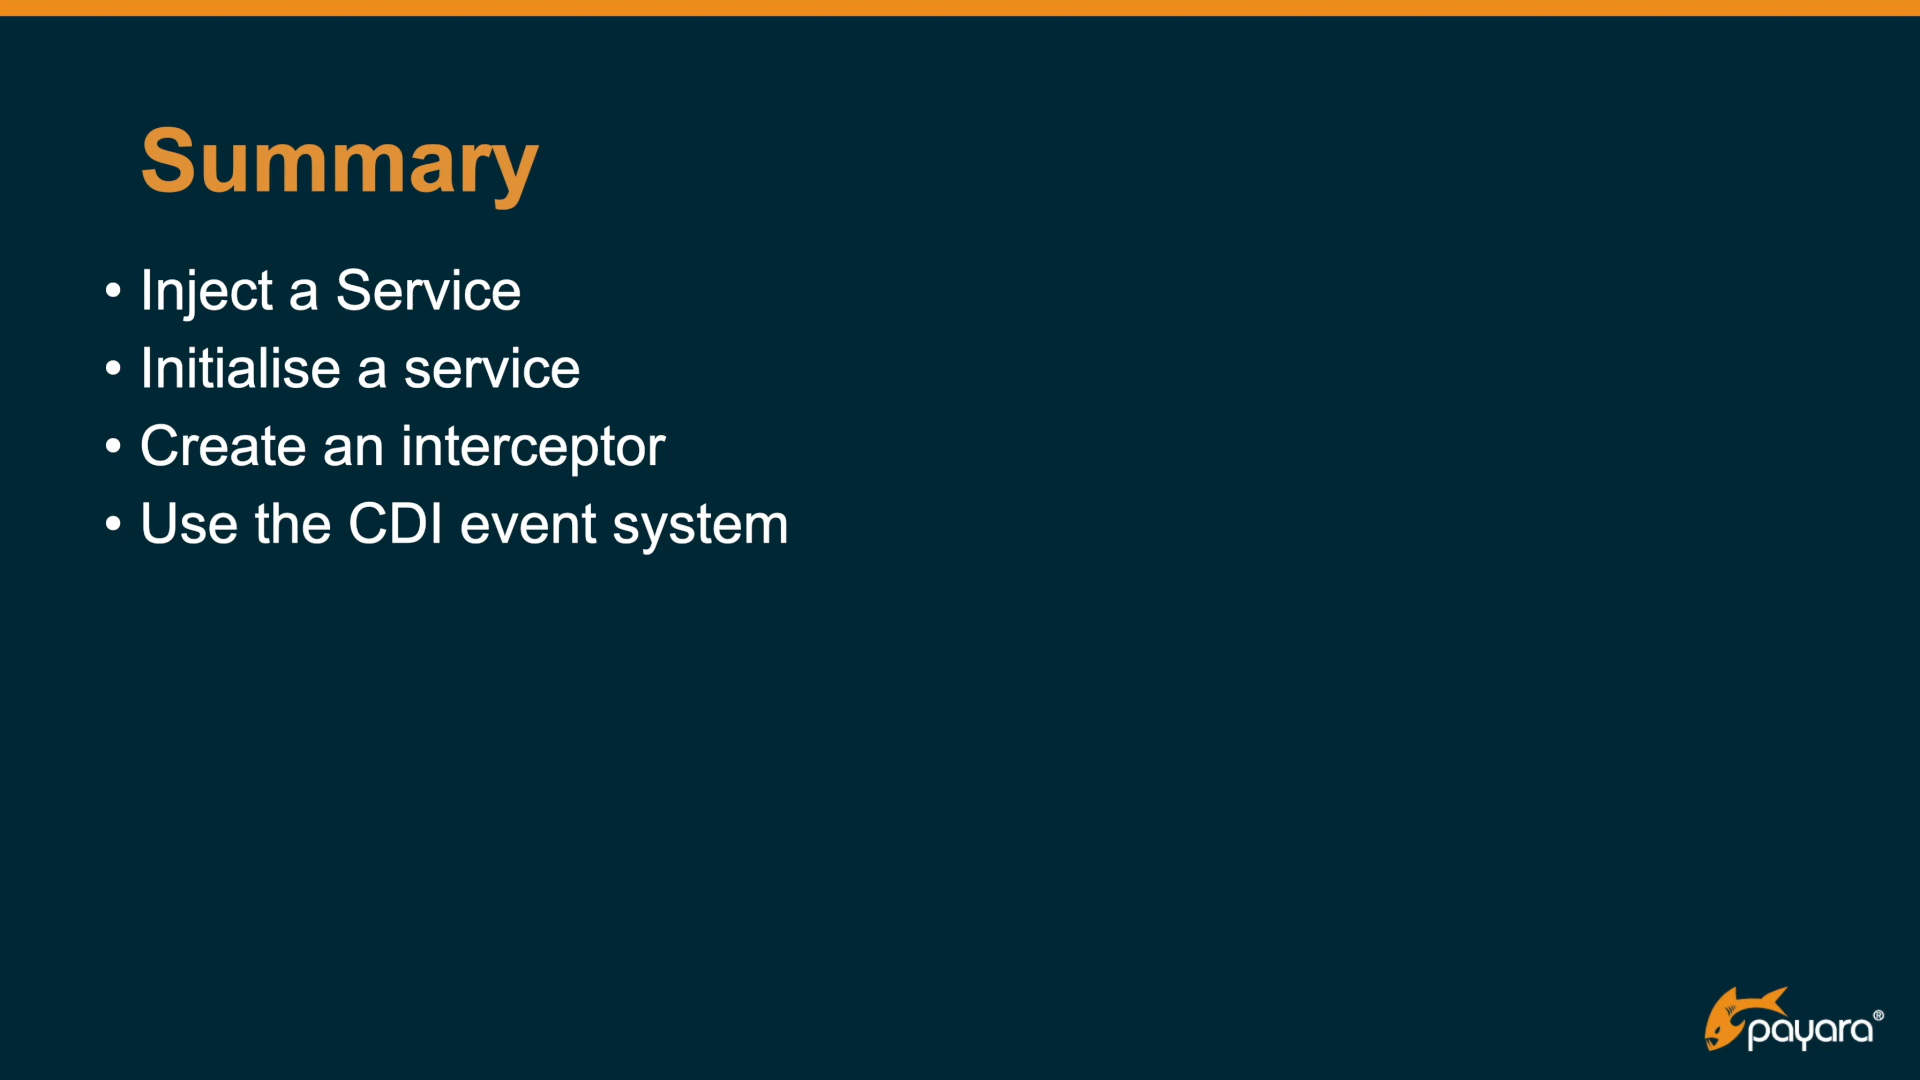 Summary
• Inject a Service
• Initialise a service
• Create an interceptor
• Use the CDI event system
payara®